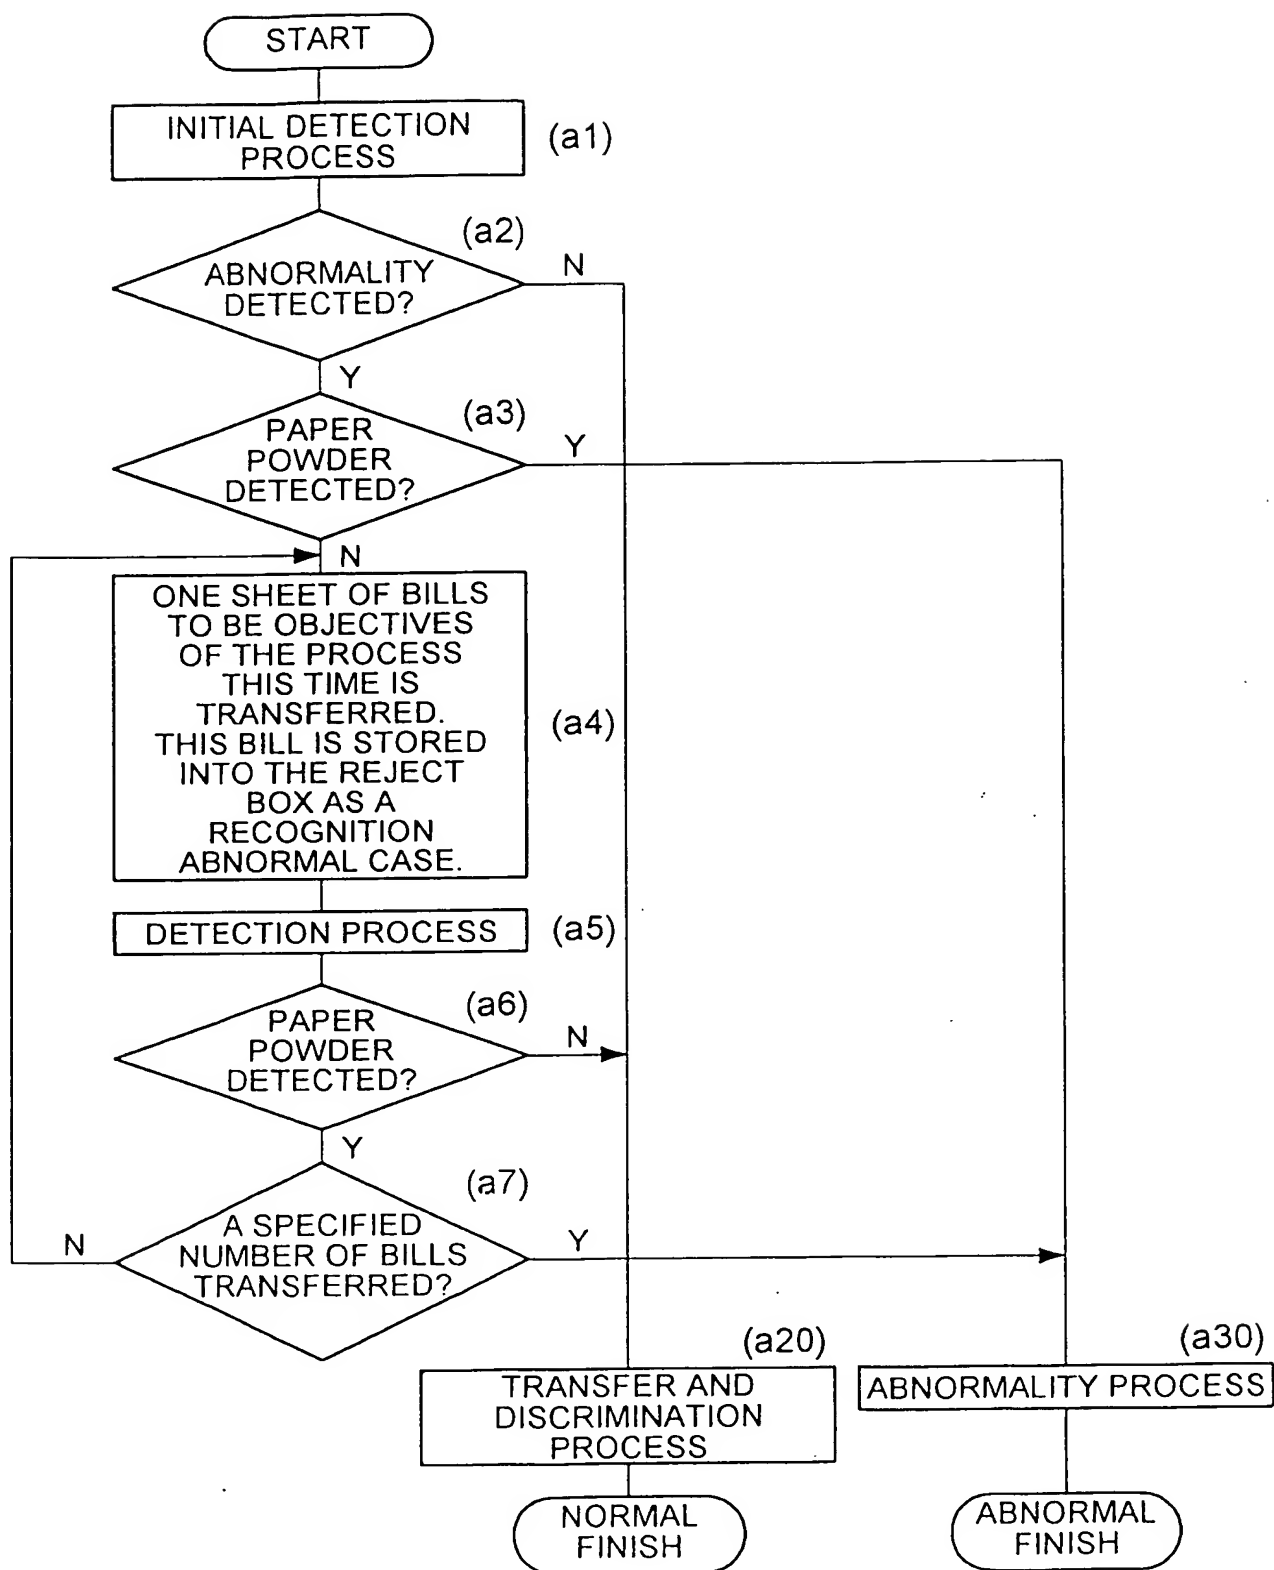 START
INITIAL DETECTION
PROCESS
(a1)
(a2)
ABNORMALITY
DETECTED?
N
Y
(a3)
PAPER
POWDER
DETECTED?
Y
N
ONE SHEET OF BILLS
TO BE OBJECTIVES
OF THE PROCESS
THIS TIME IS
TRANSFERRED.
THIS BILL IS STORED
INTO THE REJECT
BOX AS A
RECOGNITION
ABNORMAL CASE.
(a4)
DETECTION PROCESS
(a5)
(a6)
PAPER
POWDER
DETECTED?
N
Y
(a7)
A SPECIFIED
NUMBER OF BILLS
TRANSFERRED?
N
Y
(a20)
TRANSFER AND
DISCRIMINATION
PROCESS
(a30)
ABNORMALITY PROCESS
NORMAL
FINISH
ABNORMAL
FINISH